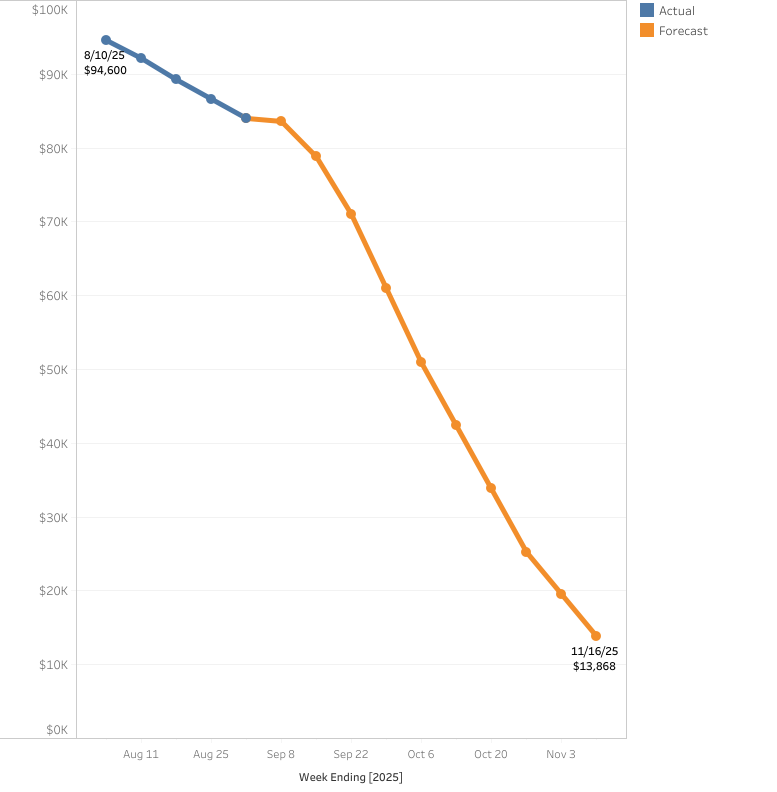 $100K
$90K
$80K
$70K
$60K
$50K
$40K
$30K
$20K
$10K
$0K
8/10/25
$94,600
11/16/25
$13,868
Aug 11 Aug 25 Sep 8 Sep 22 Oct 6 Oct 20 Nov 3
Week Ending [2025]
Actual
Forecast